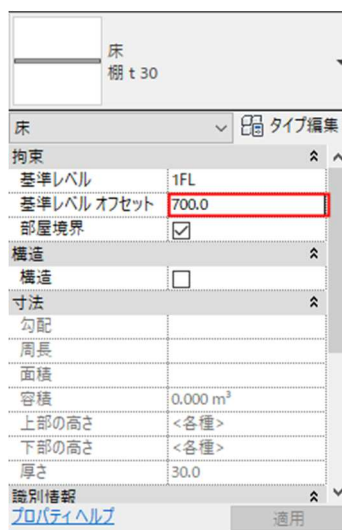 床
棚 t 30
床 タイプ編集
拘束
基準レベル 1FL
基準レベル オフセット 700.0
部屋境界
構造
構造
寸法
勾配
周長
面積
容積 0.000 m³
上部の高さ <各種>
下部の高さ <各種>
厚さ 30.0
識別情報
プロパティヘルプ 適用